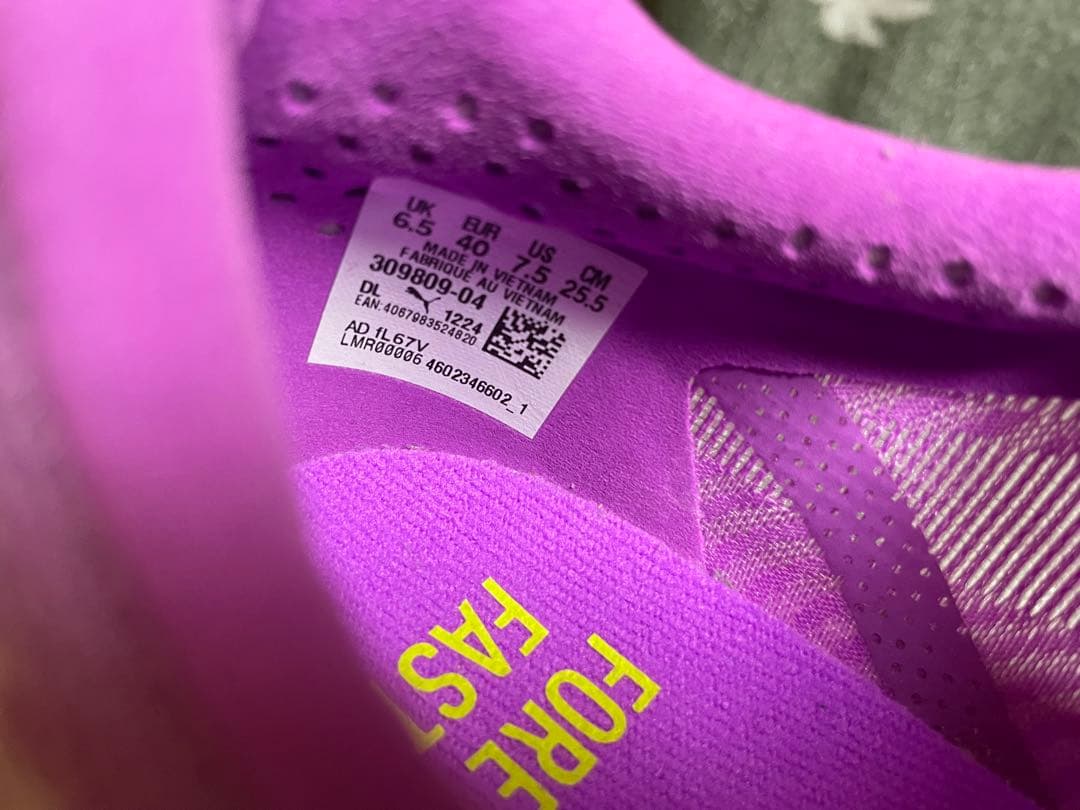 UK EUR US CM
6.5 40 7.5 25.5
MADE IN VIETNAM
FABRIQUE AU VIETNAM
309809-04
DL 1224
EAN:4067983524820
AD 1L67V
LMR00006 4602346602_1
FORE
FAST